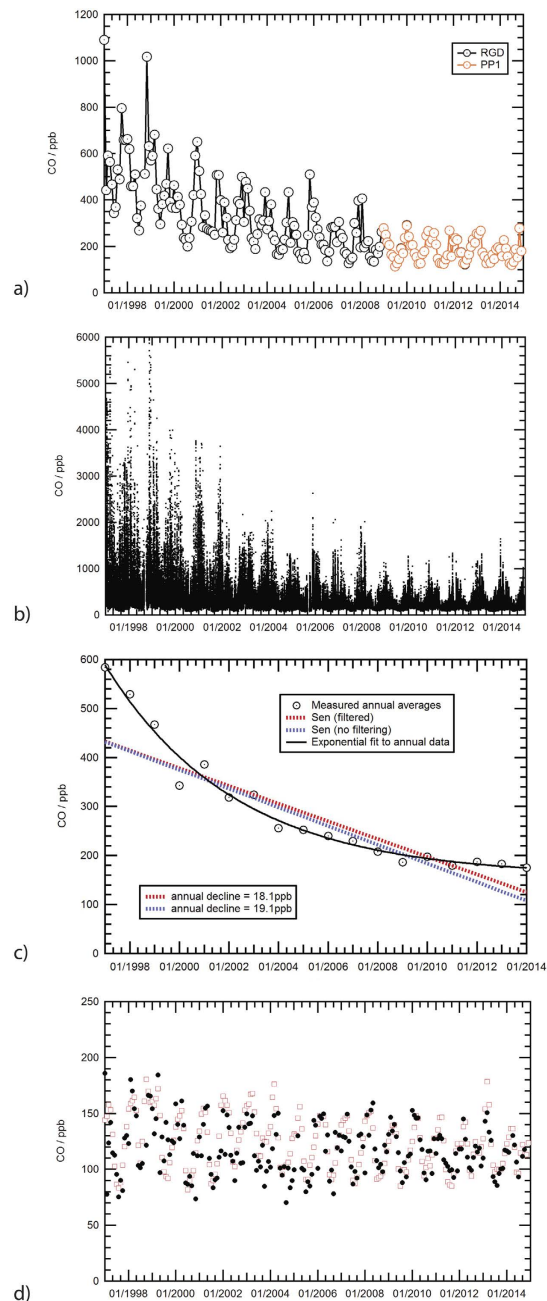 1200
1000
800
600
400
200
0
CO / ppb
RGD
PP1
01/1998 01/2000 01/2002 01/2004 01/2006 01/2008 01/2010 01/2012 01/2014
a)
6000
5000
4000
3000
2000
1000
0
CO / ppb
01/1998 01/2000 01/2002 01/2004 01/2006 01/2008 01/2010 01/2012 01/2014
b)
600
500
400
300
200
100
0
CO / ppb
Measured annual averages
Sen (filtered)
Sen (no filtering)
Exponential fit to annual data
annual decline = 18.1ppb
annual decline = 19.1ppb
01/1998 01/2000 01/2002 01/2004 01/2006 01/2008 01/2010 01/2012 01/2014
c)
250
200
150
100
50
0
CO / ppb
01/1998 01/2000 01/2002 01/2004 01/2006 01/2008 01/2010 01/2012 01/2014
d)